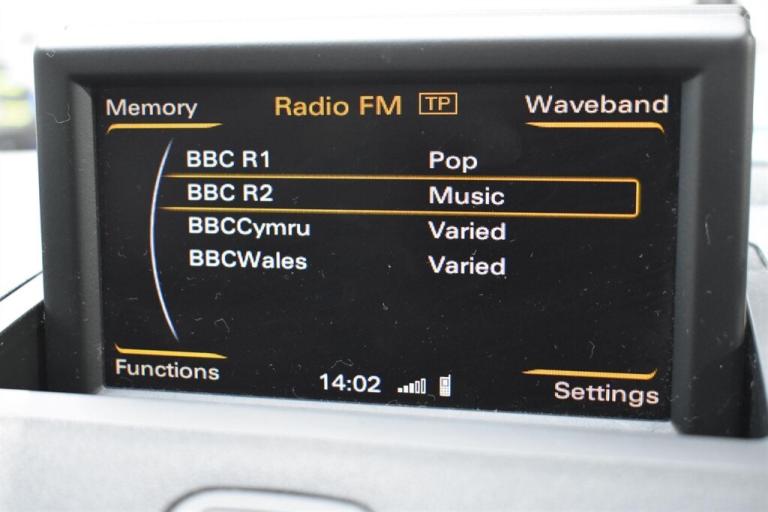 Memory Radio FM TP Waveband
BBC R1 Pop
BBC R2 Music
BBCCymru Varied
BBCWales Varied
Functions 14:02 Settings